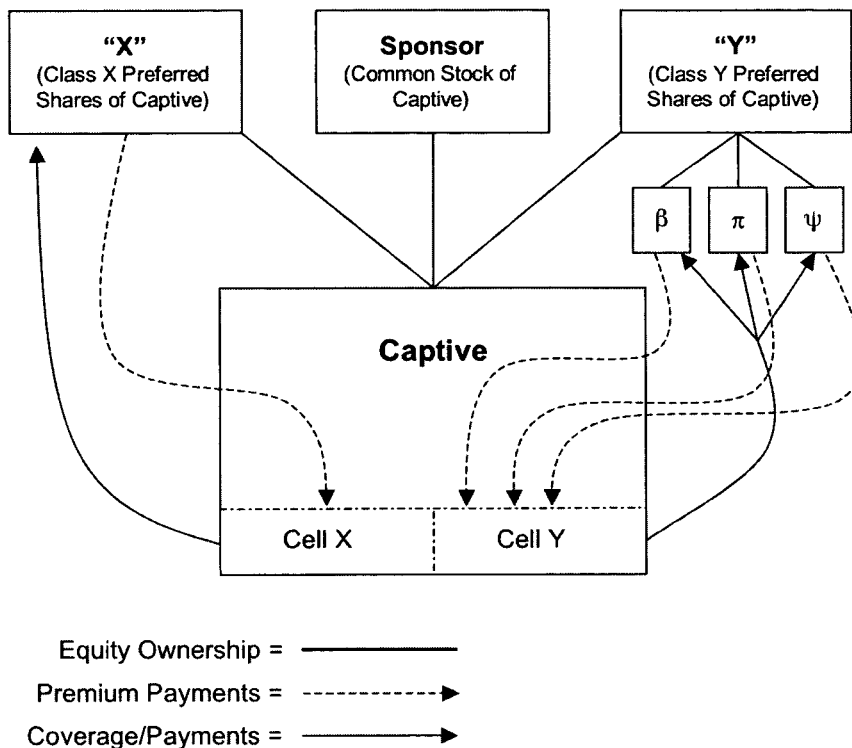 “X”
(Class X Preferred
Shares of Captive)
Sponsor
(Common Stock of
Captive)
“Y”
(Class Y Preferred
Shares of Captive)
β
π
ψ
Captive
Cell X
Cell Y
Equity Ownership =
Premium Payments =
Coverage/Payments =